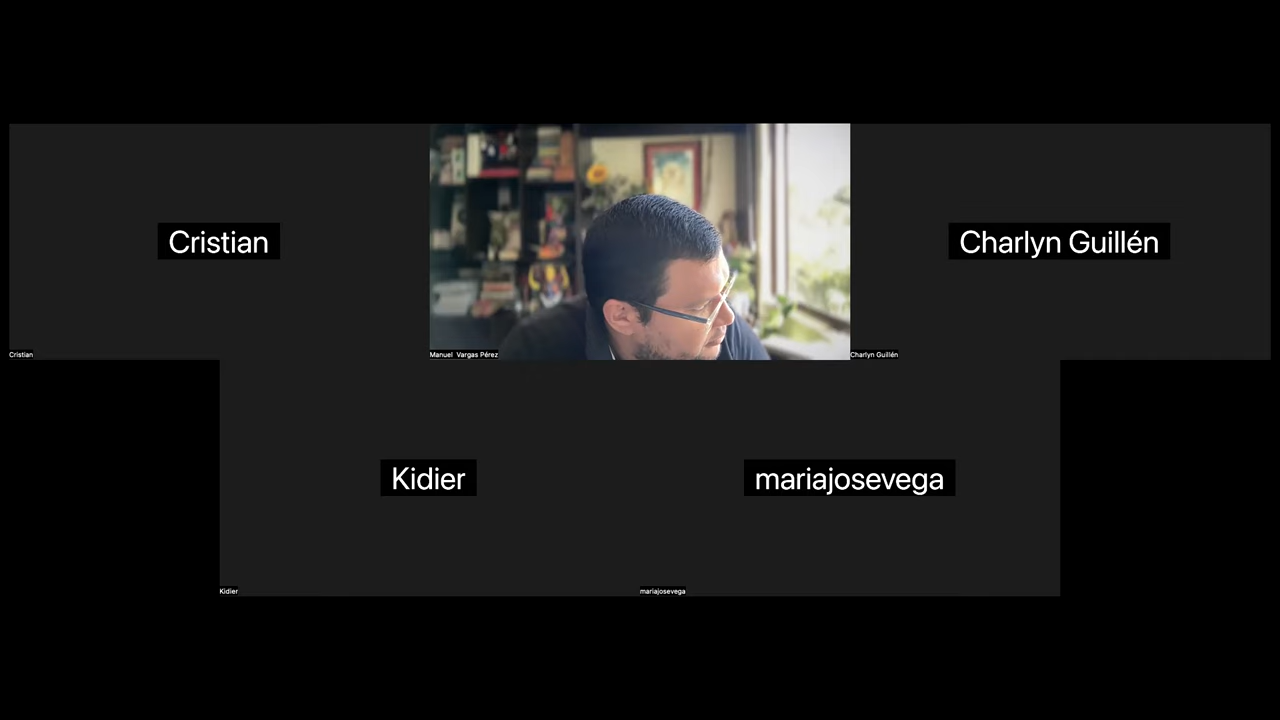 Cristian
Charlyn Guillén
Cristian
Manuel Vargas Pérez
Charlyn Guillén
Kidier
mariajosevega
Kidier
mariajosevega